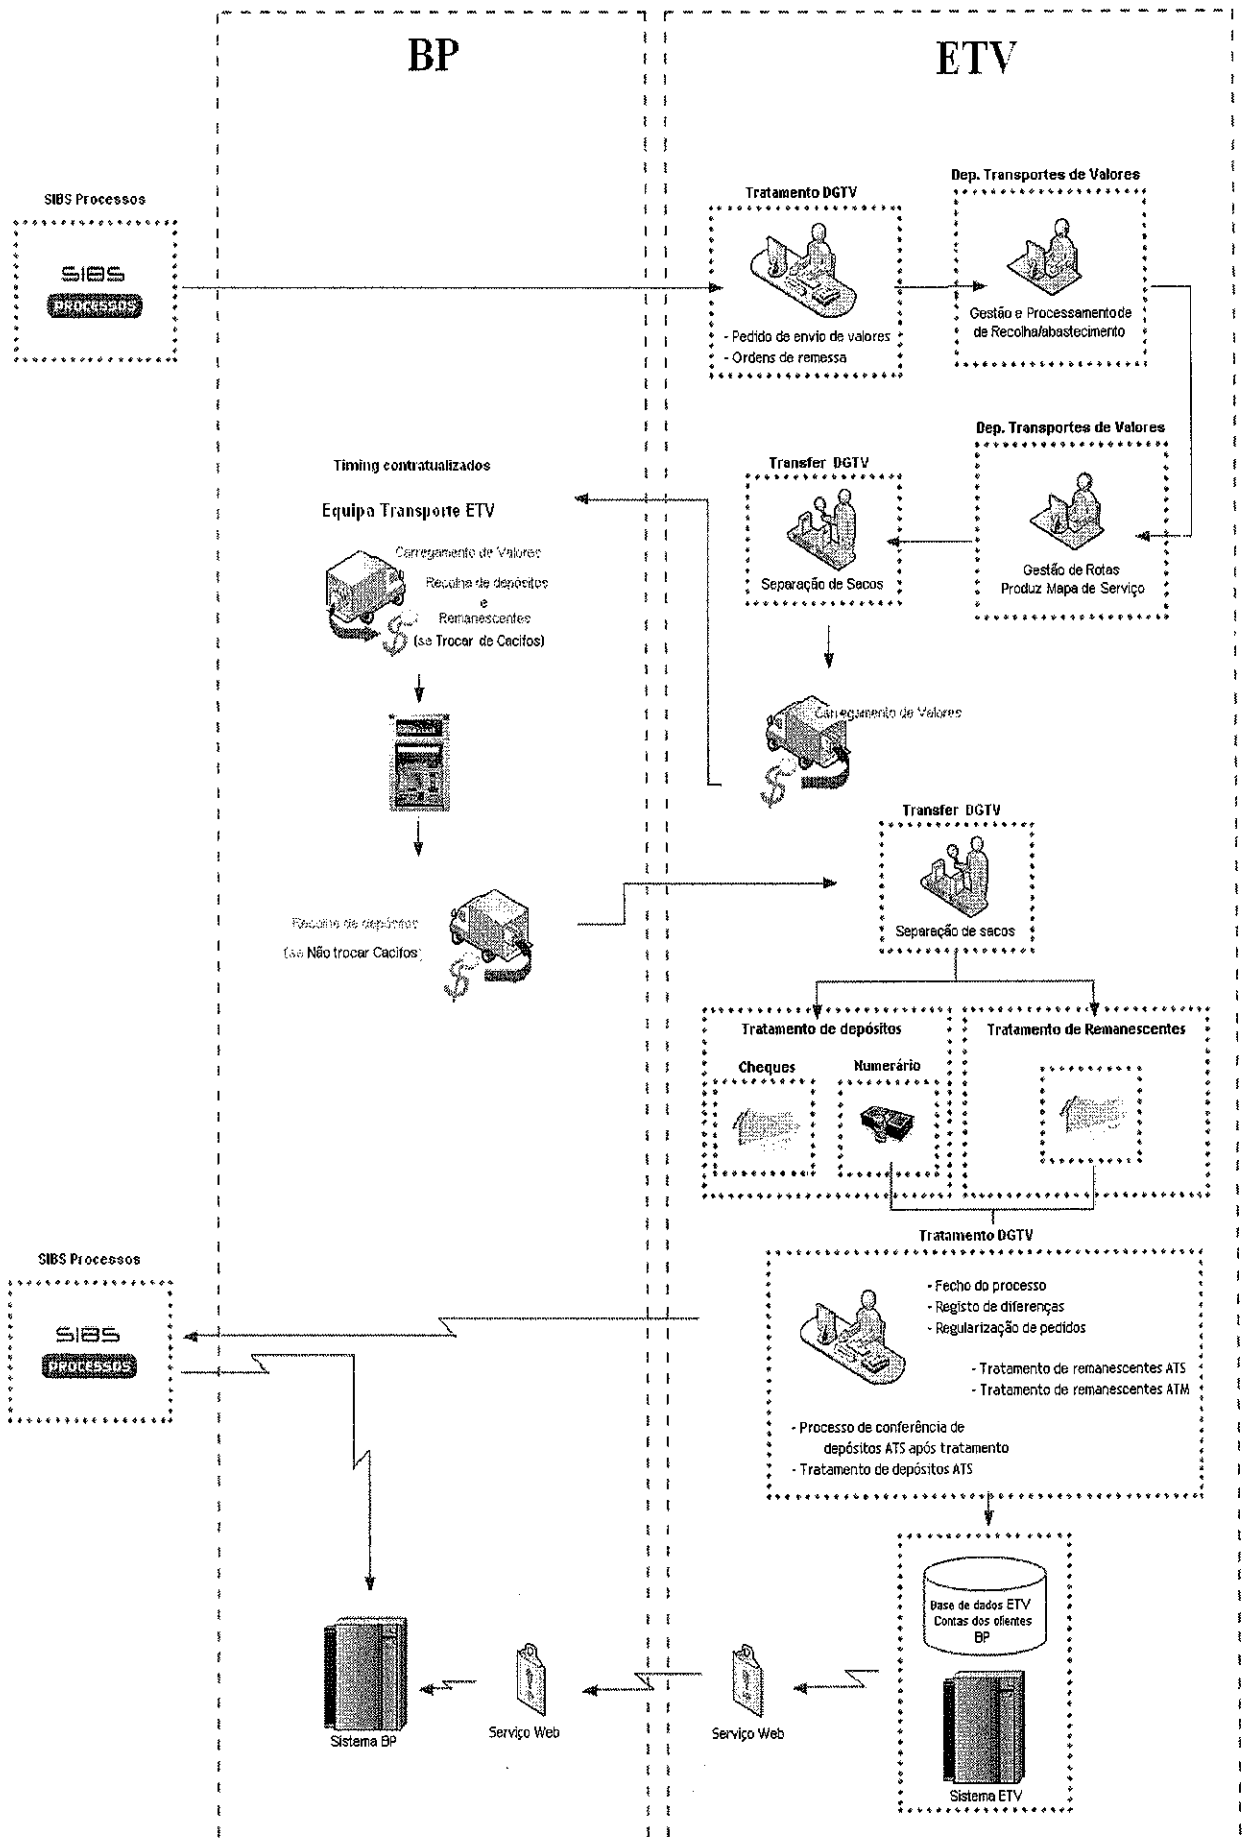 BP
ETV
SIBS Processos
SIBS
PROCESSOS
Tratamento DGTV
- Pedido de envio de valores
- Ordens de remessa
Dep. Transportes de Valores
Gestão e Processamento de
de Recolha/abastecimento
Dep. Transportes de Valores
Gestão de Rotas
Produz Mapa de Serviço
Transfer DGTV
Separação de Sacos
Timing contratualizados
Equipa Transporte ETV
Carregamento de Valores
Recolha de depósitos
e
Remanescentes
(se Trocar de Cacifos)
Carregamento de Valores
Transfer DGTV
Separação de sacos
Recolha de depósitos
(se Não trocar Cacifos)
Tratamento de depósitos
Cheques
Numerário
Tratamento de Remanescentes
Tratamento DGTV
- Fecho do processo
- Registo de diferenças
- Regularização de pedidos
- Tratamento de remanescentes ATS
- Tratamento de remanescentes ATM
- Processo de conferência de
depósitos ATS após tratamento
- Tratamento de depósitos ATS
SIBS Processos
SIBS
PROCESSOS
Base de dados ETV
Contas dos clientes
BP
Sistema BP
Serviço Web
Serviço Web
Sistema ETV